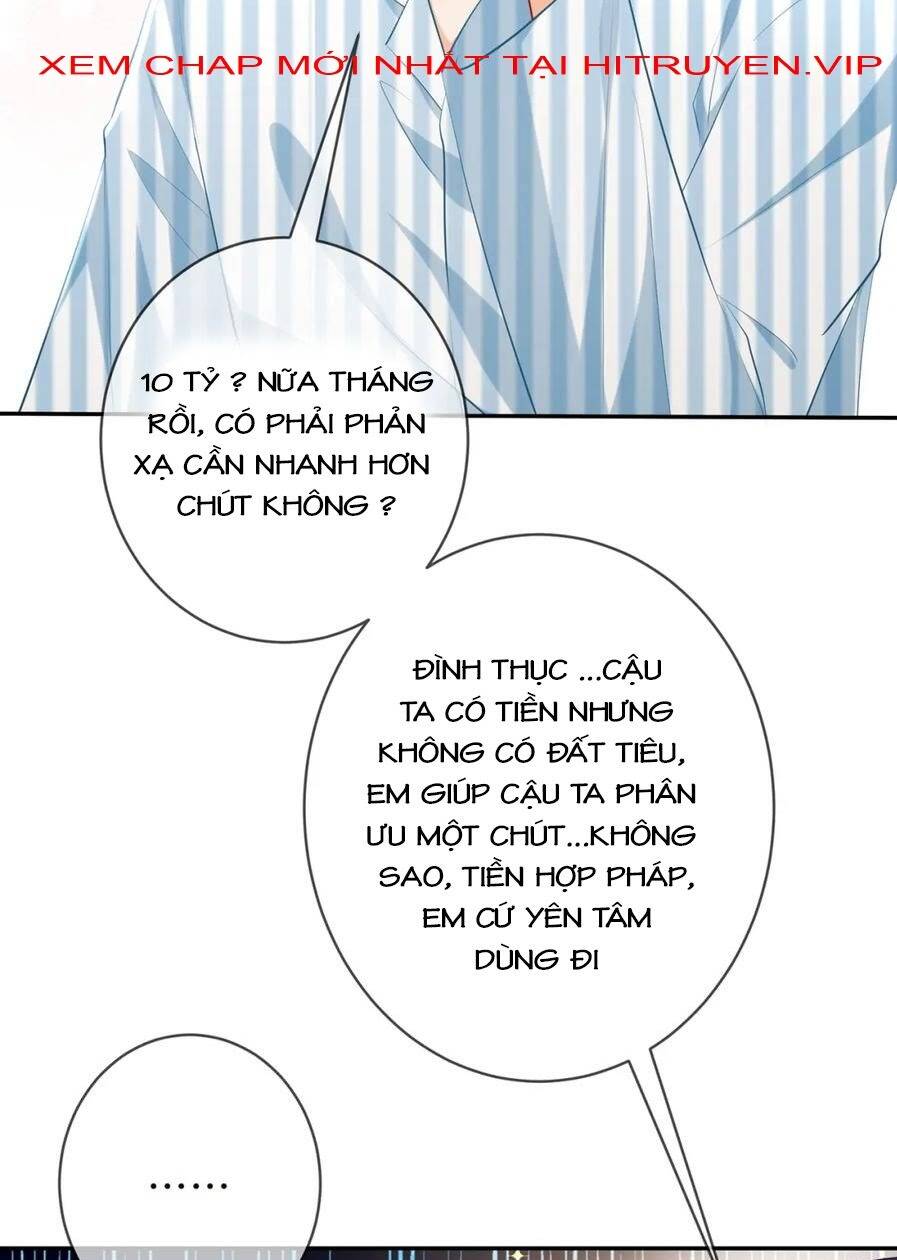 XEM CHAP MỚI NHẤT TẠI HITRUYEN.VIP
10 TỶ ? NỮA THÁNG
RỒI, CÓ PHẢI PHẢN
XẠ CẦN NHANH HƠN
CHÚT KHÔNG ?
ĐÌNH THỤC ...CẬU
TA CÓ TIỀN NHƯNG
KHÔNG CÓ ĐẤT TIÊU,
EM GIÚP CẬU TA PHÂN
ƯU MỘT CHÚT...KHÔNG
SAO, TIỀN HỢP PHÁP,
EM CỨ YÊN TÂM
DÙNG ĐI
......